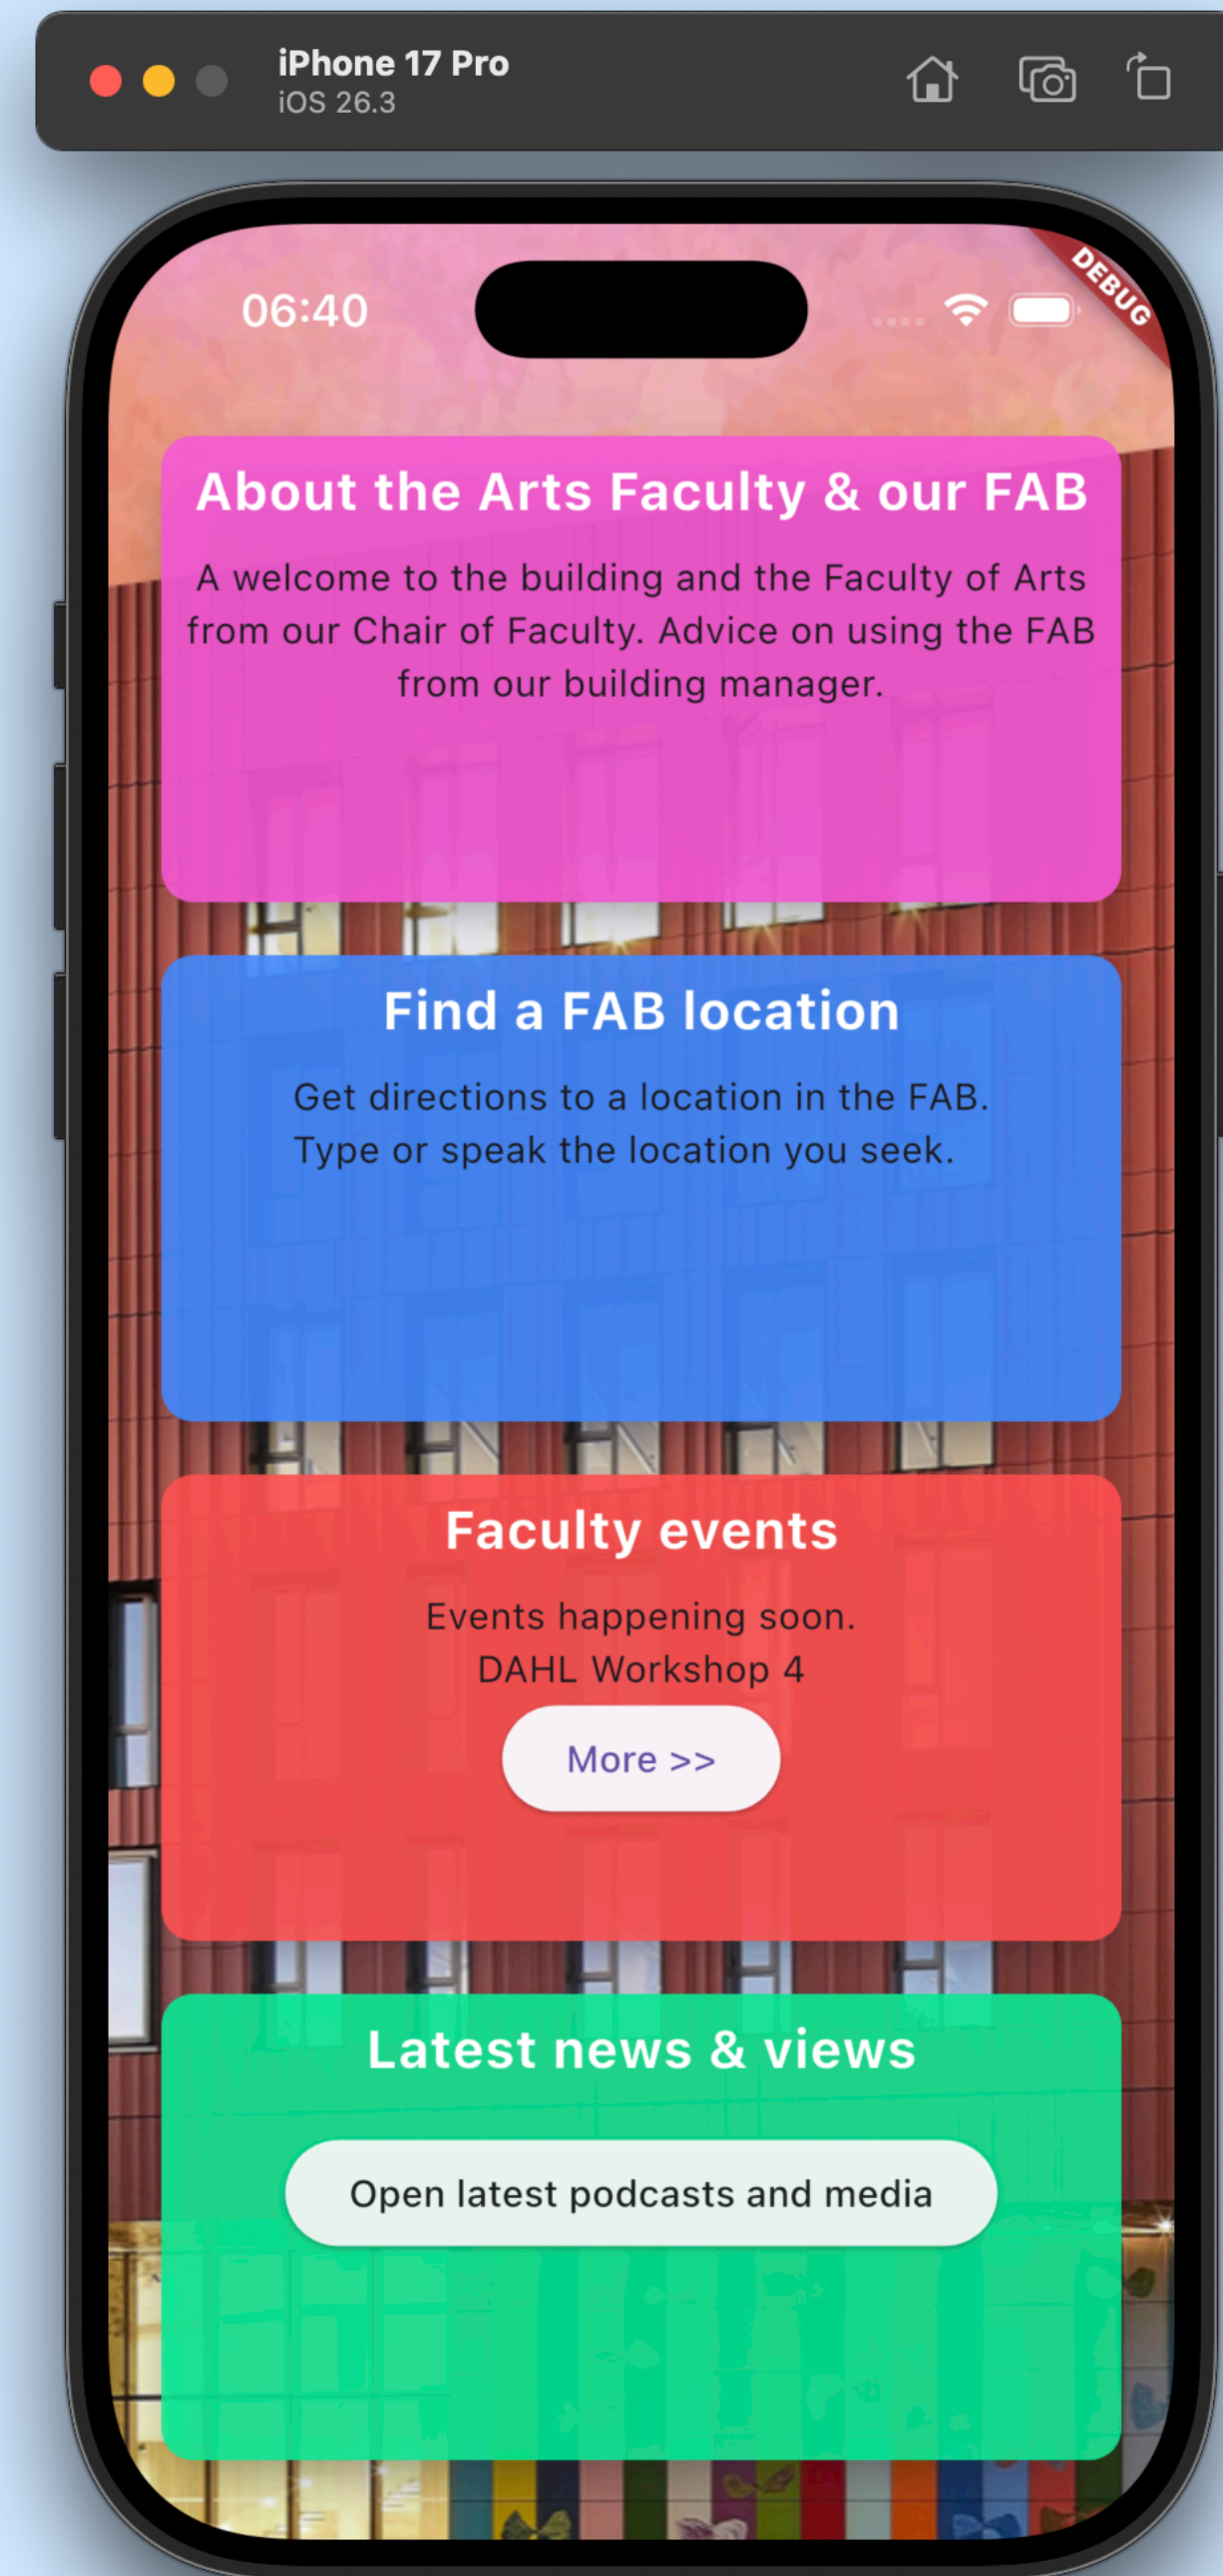 iPhone 17 Pro
iOS 26.3
06:40
DEBUG
About the Arts Faculty & our FAB
A welcome to the building and the Faculty of Arts
from our Chair of Faculty. Advice on using the FAB
from our building manager.
Find a FAB location
Get directions to a location in the FAB.
Type or speak the location you seek.
Faculty events
Events happening soon.
DAHL Workshop 4
More >>
Latest news & views
Open latest podcasts and media